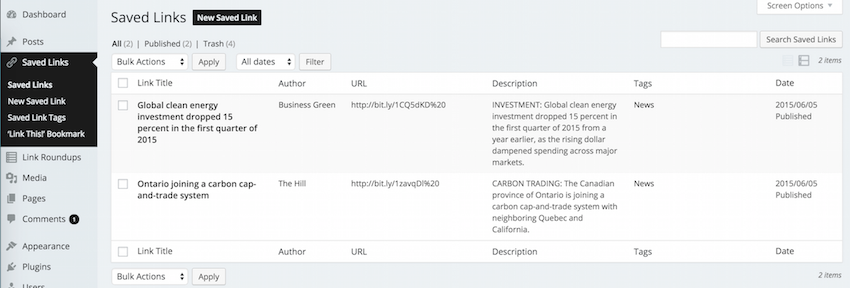 Dashboard
Posts
Saved Links
Saved Links
New Saved Link
Saved Link Tags
'Link This!' Bookmark
Link Roundups
Media
Pages
Comments 1
Appearance
Plugins
Users
Screen Options
Saved Links New Saved Link
All (2) | Published (2) | Trash (4)
Search Saved Links
Bulk Actions Apply All dates Filter
2 items
Link Title Author URL Description Tags Date
Global clean energy
investment dropped 15
percent in the first quarter of
2015
Business Green
http://bit.ly/1CQ5dKD%20
INVESTMENT: Global clean energy
investment dropped 15 percent
in the first quarter of 2015 from a
year earlier, as the rising dollar
dampened spending across major
markets.
News
2015/06/05
Published
Ontario joining a carbon cap-
and-trade system
The Hill
http://bit.ly/1zavqDl%20
CARBON TRADING: The Canadian
province of Ontario is joining a
carbon cap-and-trade system with
neighboring Quebec and
California.
News
2015/06/05
Published
Link Title Author URL Description Tags Date
Bulk Actions Apply
2 items